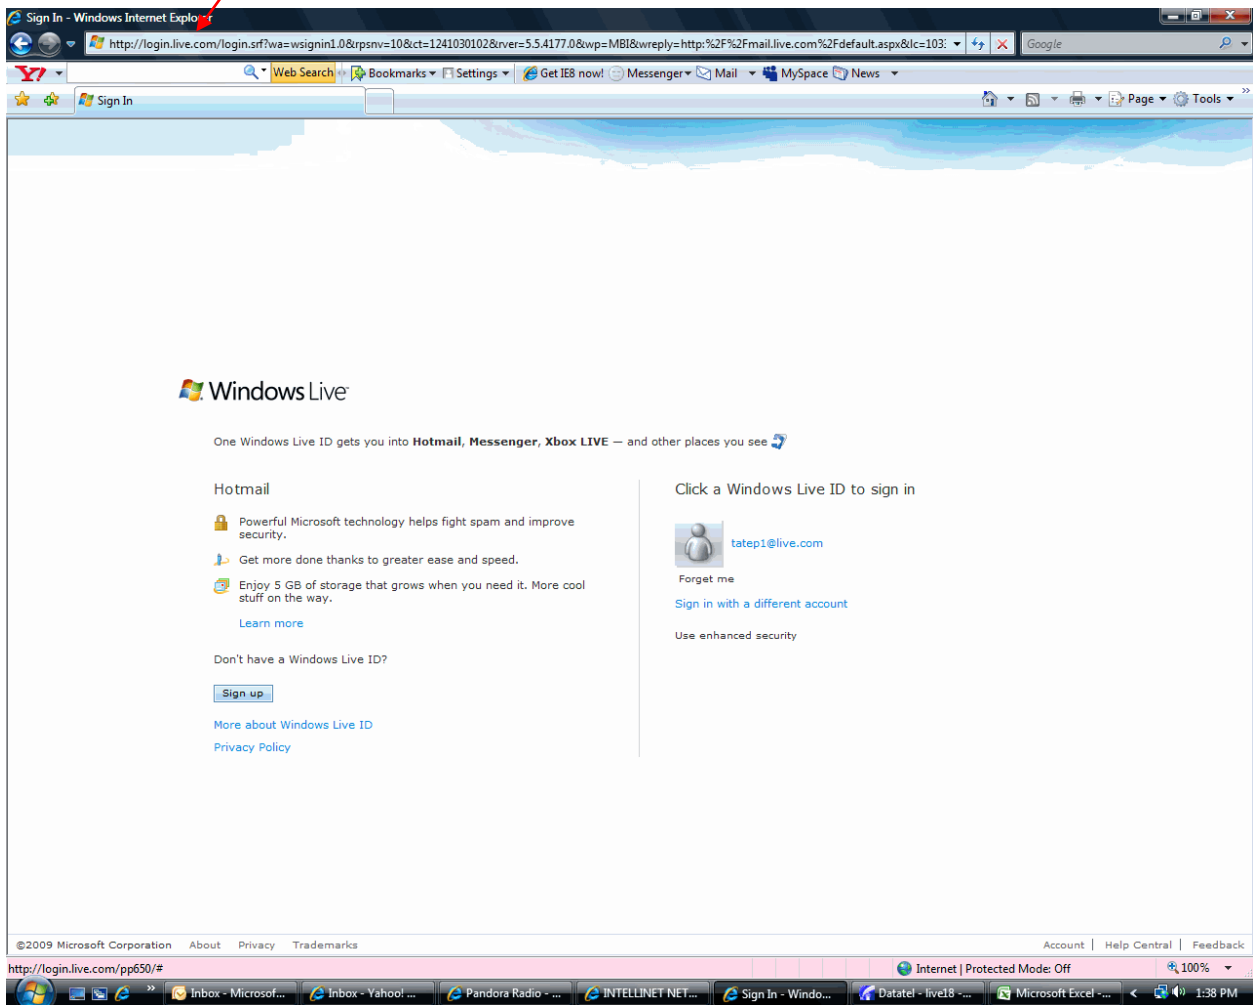 Sign In - Windows Internet Explorer
http://login.live.com/login.srf?wa=wsignin1.0&rpsnv=10&ct=1241030102&rver=5.5.4177.0&wp=MBI&wreply=http:%2F%2Fmail.live.com%2Fdefault.aspx&lc=103 Google
Y! Web Search Bookmarks Settings Get IE8 now! Messenger Mail MySpace News
Sign In Page Tools »
Windows Live
One Windows Live ID gets you into Hotmail, Messenger, Xbox LIVE — and other places you see
Hotmail
Powerful Microsoft technology helps fight spam and improve
security.
Get more done thanks to greater ease and speed.
Enjoy 5 GB of storage that grows when you need it. More cool
stuff on the way.
Learn more
Don't have a Windows Live ID?
Sign up
More about Windows Live ID
Privacy Policy
Click a Windows Live ID to sign in
tatep1@live.com
Forget me
Sign in with a different account
Use enhanced security
©2009 Microsoft Corporation About Privacy Trademarks Account | Help Central | Feedback
http://login.live.com/pp650/# Internet | Protected Mode: Off 100%
» Inbox - Microsof... Inbox - Yahoo! ... Pandora Radio - ... INTELLINET NET... Sign In - Windo... Datatel - live18 -... Microsoft Excel -... < 1:38 PM